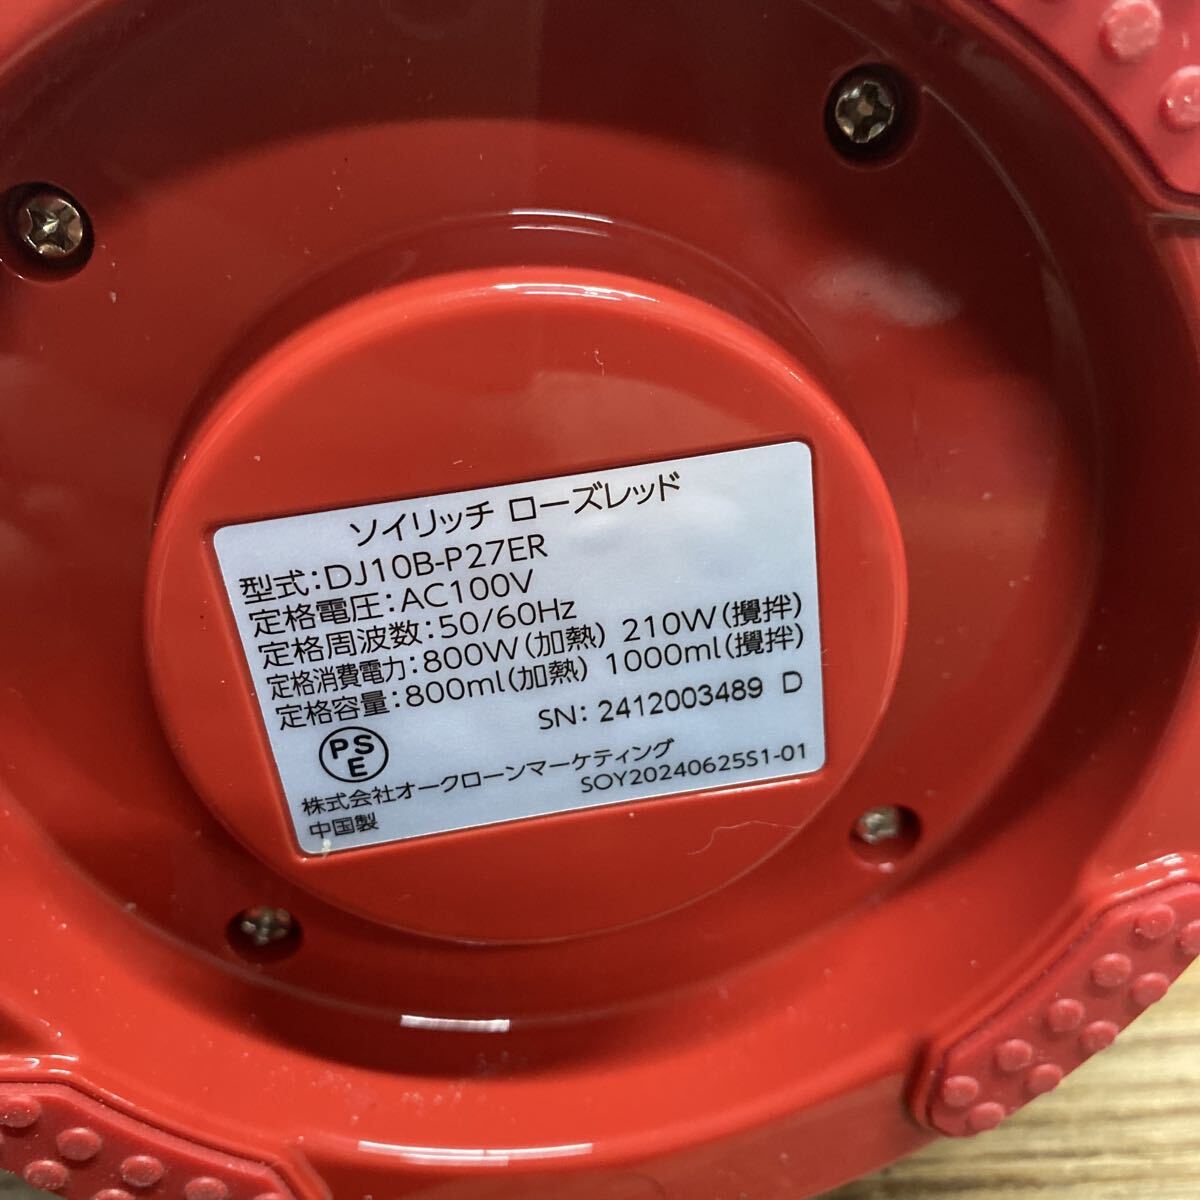 ソイリッチ ローズレッド
型式:DJ10B-P27ER
定格電圧:AC100V
定格周波数:50/60Hz
定格消費電力:800W(加熱) 210W(攪拌)
定格容量:800ml(加熱) 1000ml(攪拌)
SN: 2412003489 D
PS
E
株式会社オークローンマーケティング
中国製
SOY20240625S1-01